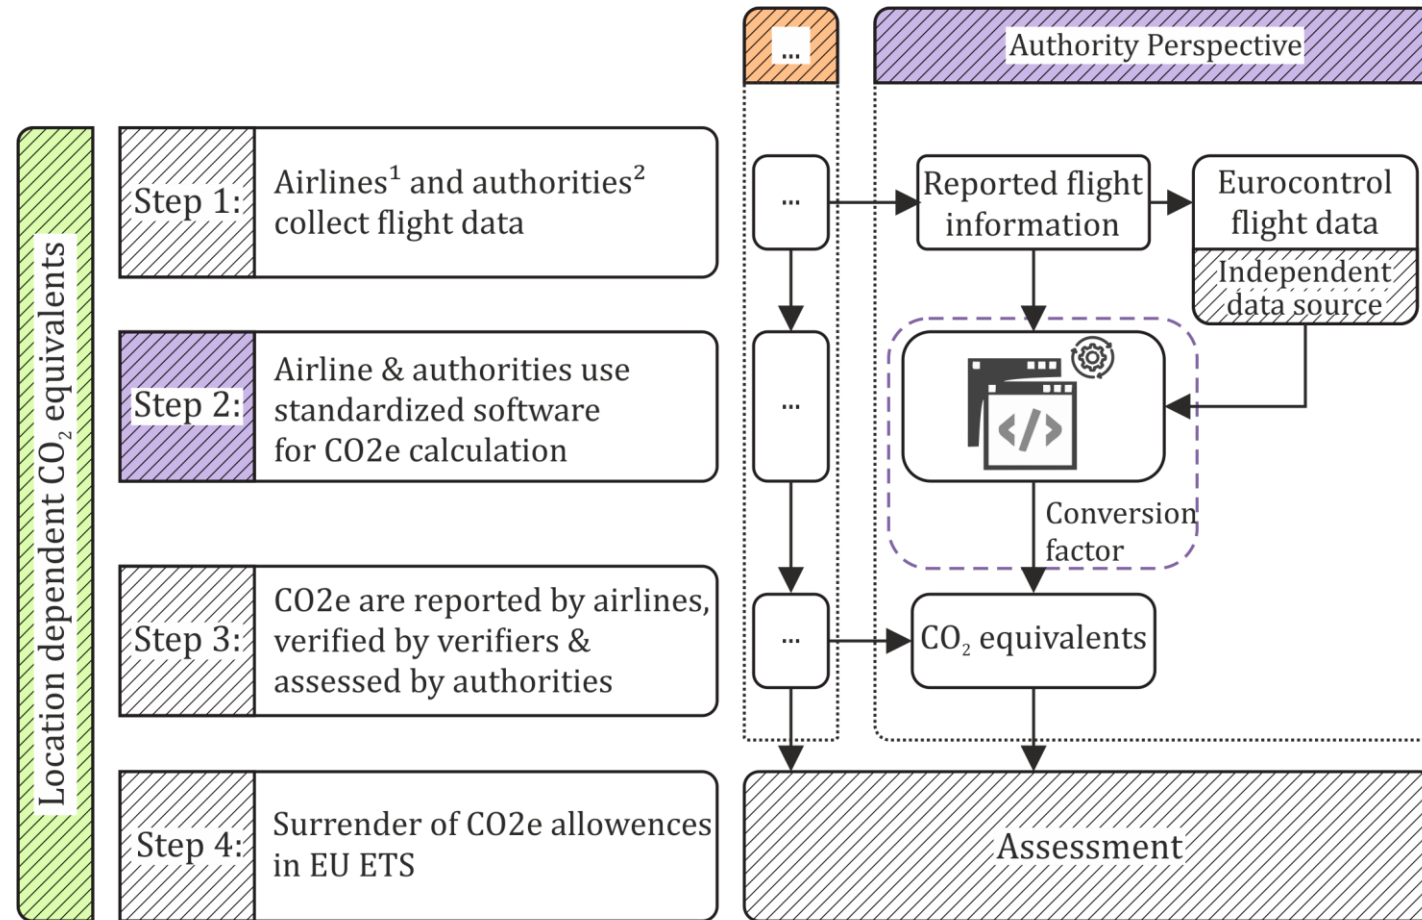 ...
Authority Perspective
Location dependent CO₂ equivalents
Step 1:
Airlines¹ and authorities²
collect flight data
...
Reported flight
information
Eurocontrol
flight data
Independent
data source
Step 2:
Airline & authorities use
standardized software
for CO2e calculation
...
</>
Conversion
factor
Step 3:
CO2e are reported by airlines,
verified by verifiers &
assessed by authorities
...
CO₂ equivalents
Step 4:
Surrender of CO2e allowences
in EU ETS
Assessment